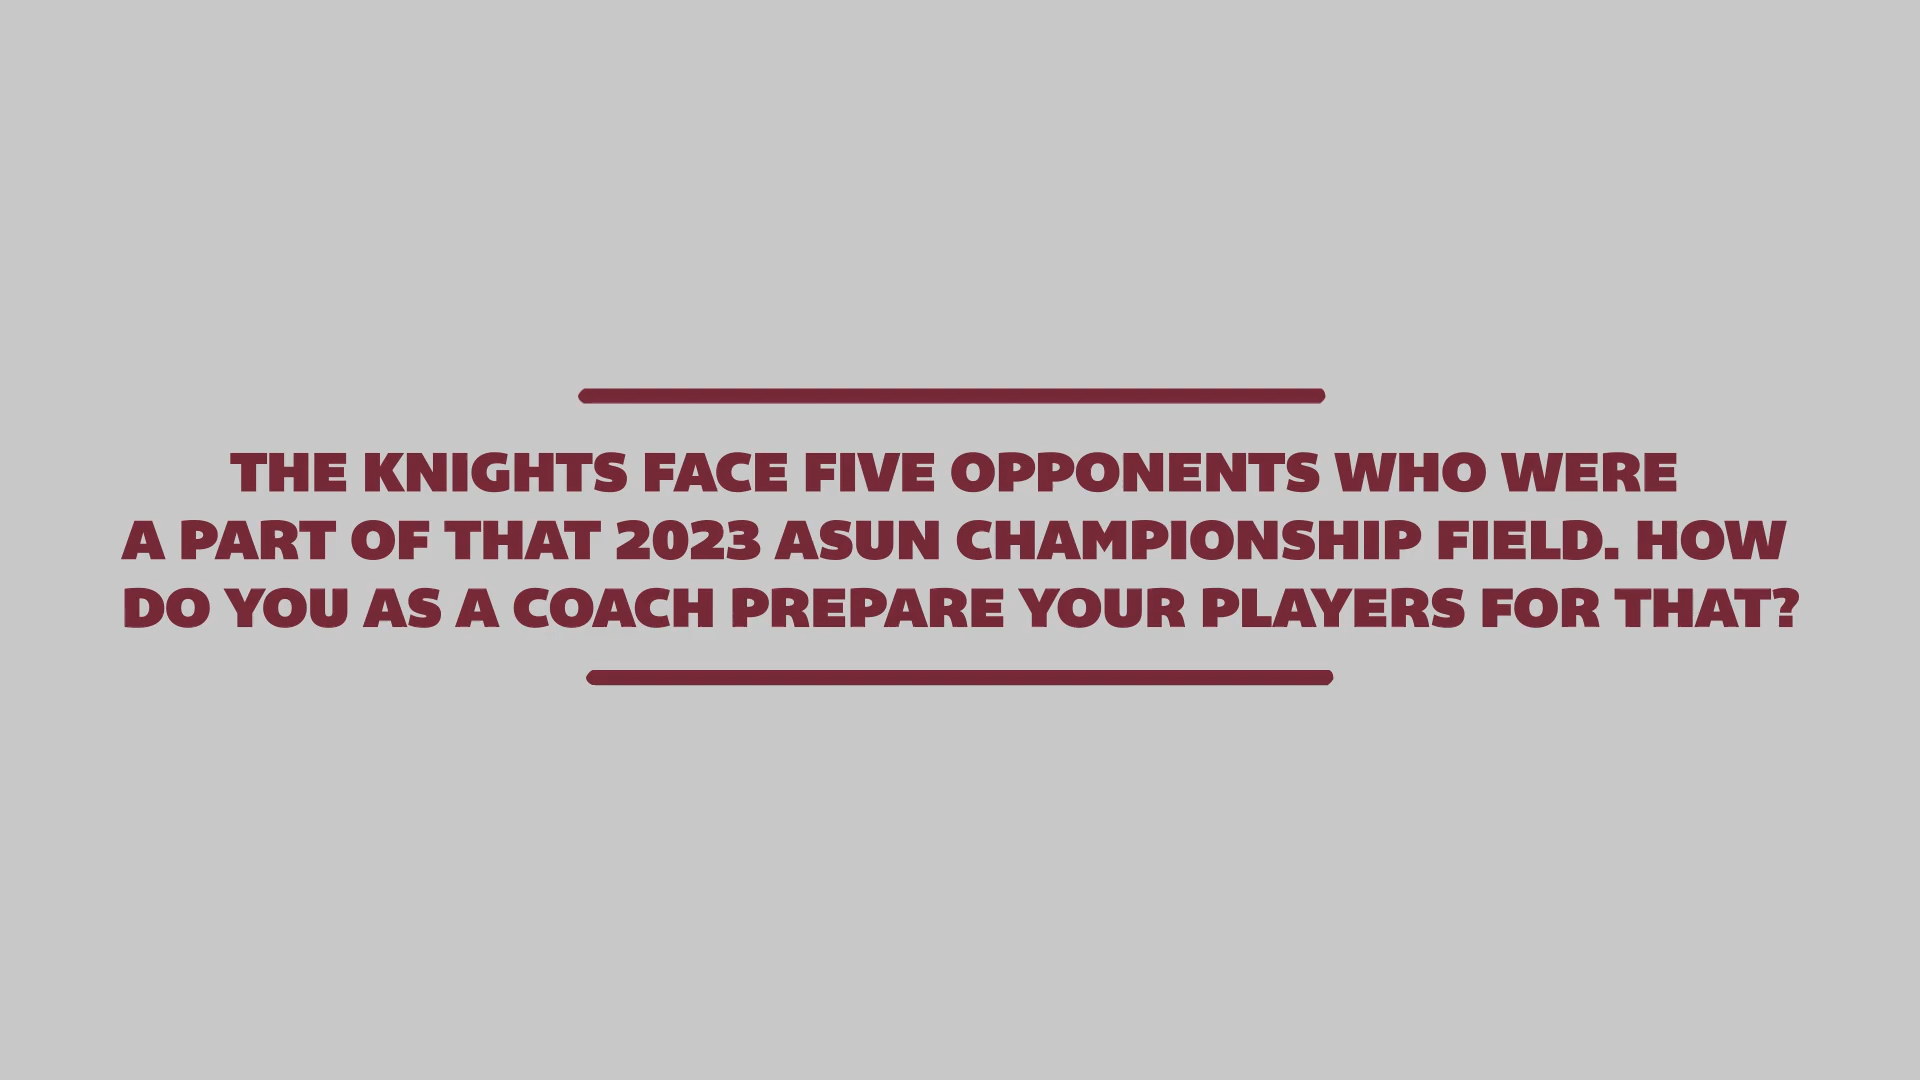 THE KNIGHTS FACE FIVE OPPONENTS WHO WERE
A PART OF THAT 2023 ASUN CHAMPIONSHIP FIELD. HOW
DO YOU AS A COACH PREPARE YOUR PLAYERS FOR THAT?